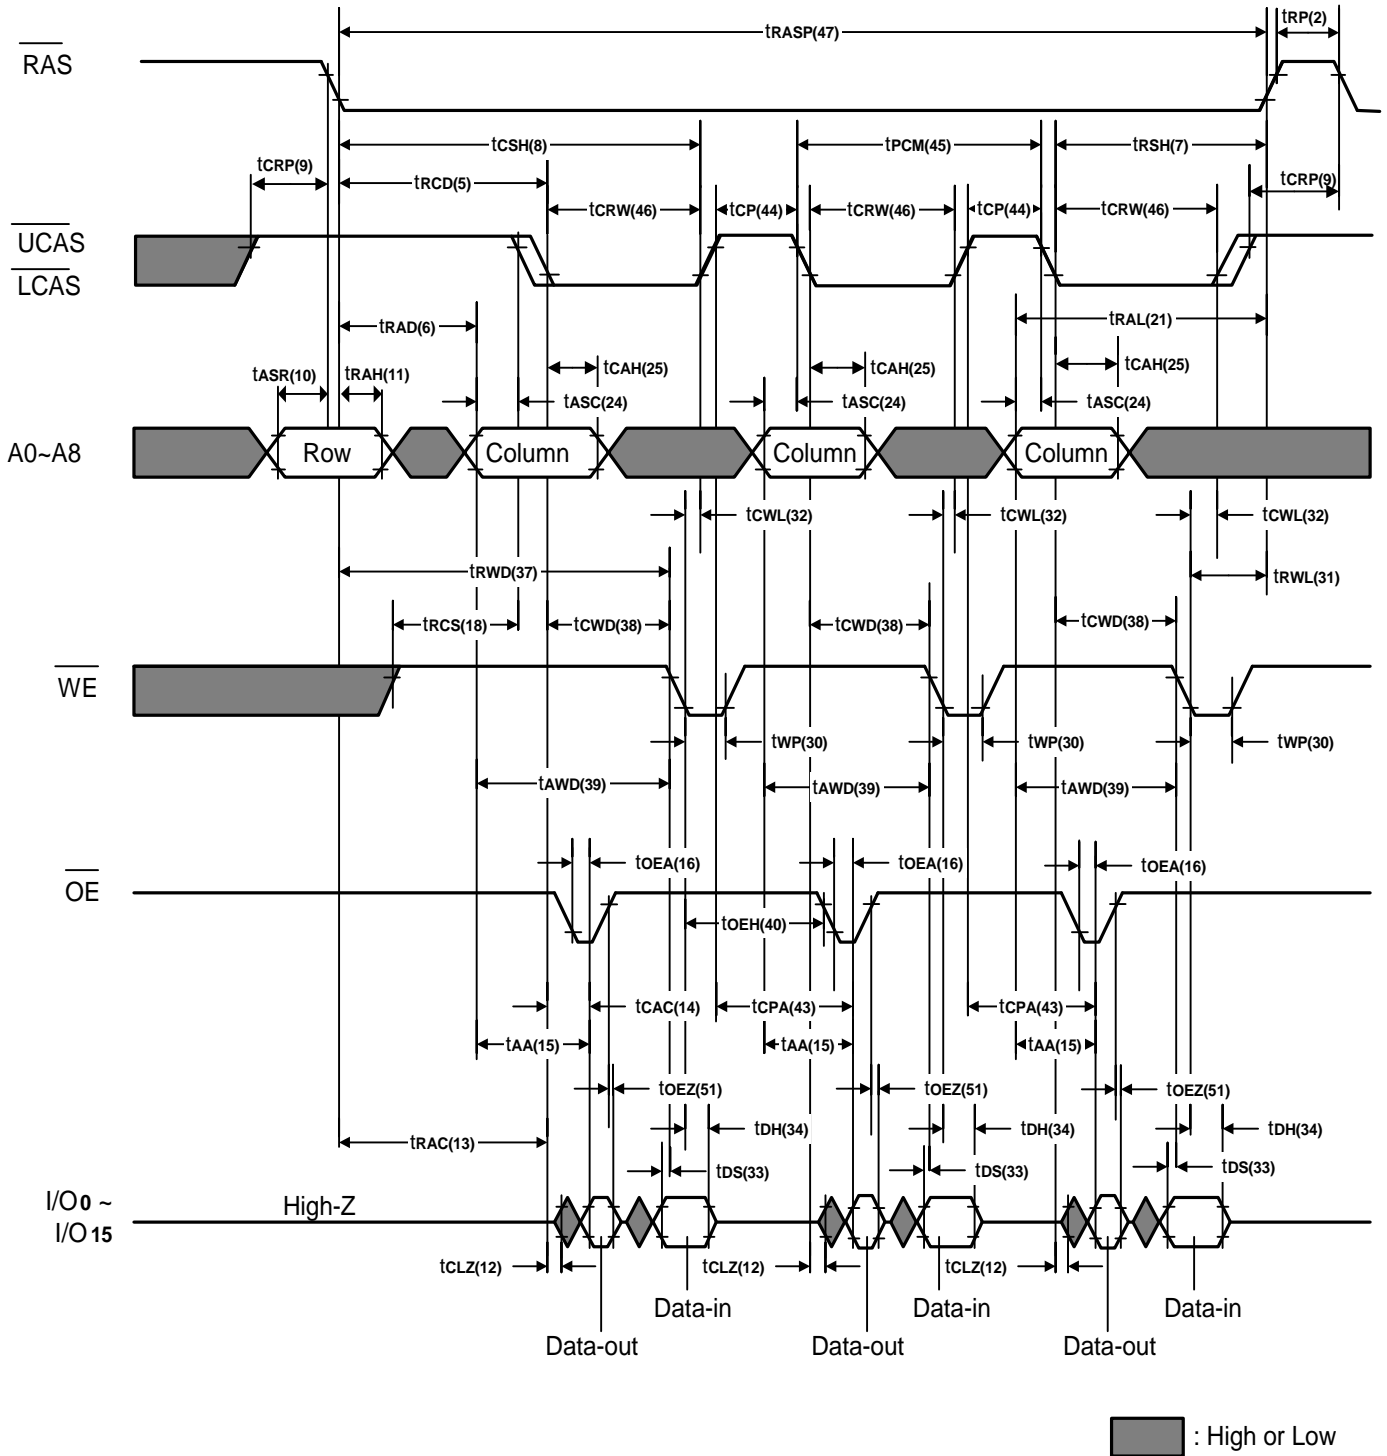 tRASP(47) tRP(2)
RAS
tCSH(8) tPCM(45) tRSH(7)
tCRP(9) tRCD(5) tCRP(9)
tCRW(46) tCP(44) tCRW(46) tCP(44) tCRW(46)
UCAS
LCAS
tRAD(6) tRAL(21)
tASR(10) tRAH(11) tCAH(25) tCAH(25) tCAH(25)
tASC(24) tASC(24) tASC(24)
A0~A8 Row Column Column Column
tCWL(32) tCWL(32) tCWL(32)
tRWD(37) tRWL(31)
tRCS(18) tCWD(38) tCWD(38) tCWD(38)
WE
tWP(30) tWP(30) tWP(30)
tAWD(39) tAWD(39) tAWD(39)
tOEA(16) tOEA(16) tOEA(16)
OE
tOEH(40)
tCAC(14) tCPA(43) tCPA(43)
tAA(15) tAA(15) tAA(15)
tOEZ(51) tOEZ(51) tOEZ(51)
tRAC(13) tDH(34) tDH(34) tDH(34)
tDS(33) tDS(33) tDS(33)
I/O0 ~ High-Z
I/O15
tCLZ(12) tCLZ(12) tCLZ(12)
Data-in Data-in Data-in
Data-out Data-out Data-out
: High or Low